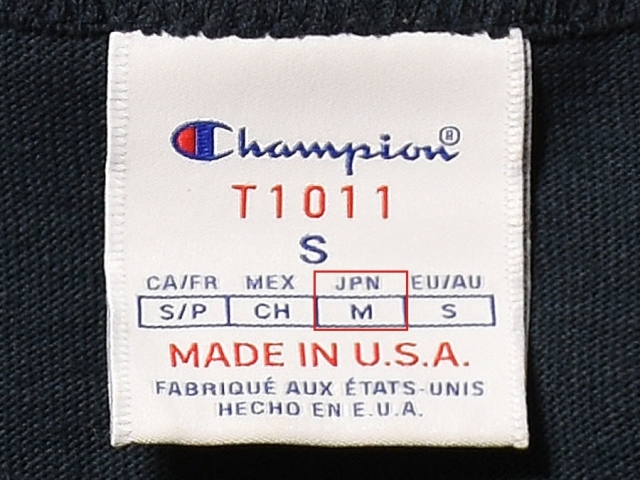 Champion®
T1011
S
CA/FR MEX JPN EU/AU
S/P CH M S
MADE IN U.S.A.
FABRIQUÉ AUX ÉTATS-UNIS
HECHO EN E.U.A.